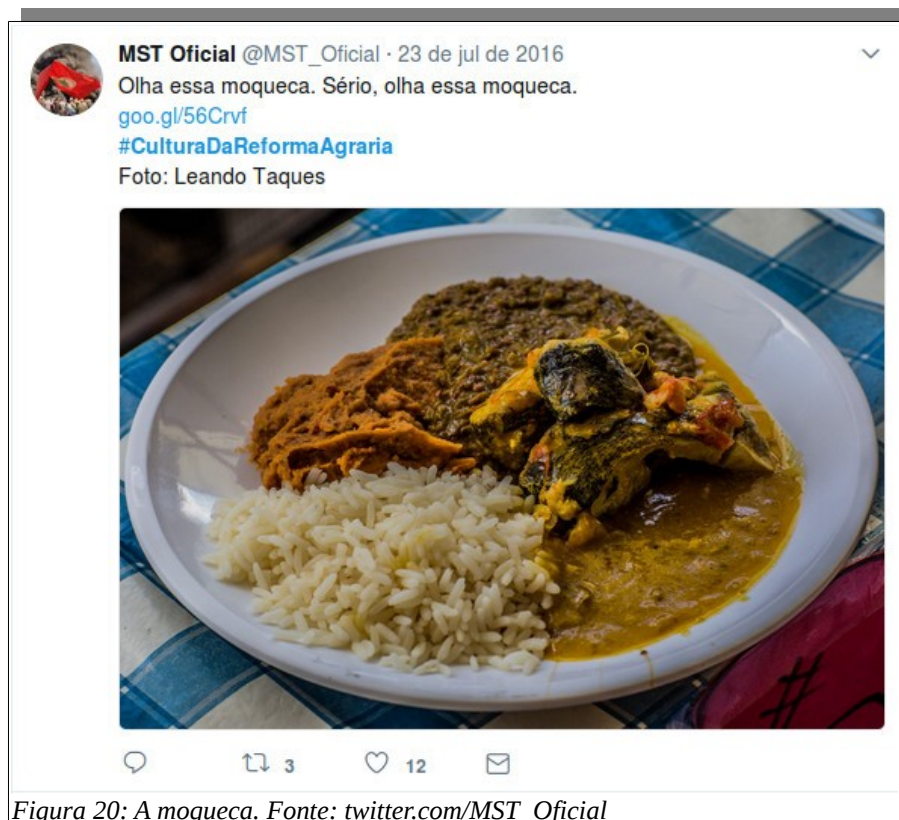 MST Oficial @MST_Oficial · 23 de jul de 2016
Olha essa moqueca. Sério, olha essa moqueca.
goo.gl/56Crvf
#CulturaDaReformaAgraria
Foto: Leando Taques
#
3 12
Figura 20: A moqueca. Fonte: twitter.com/MST_Oficial